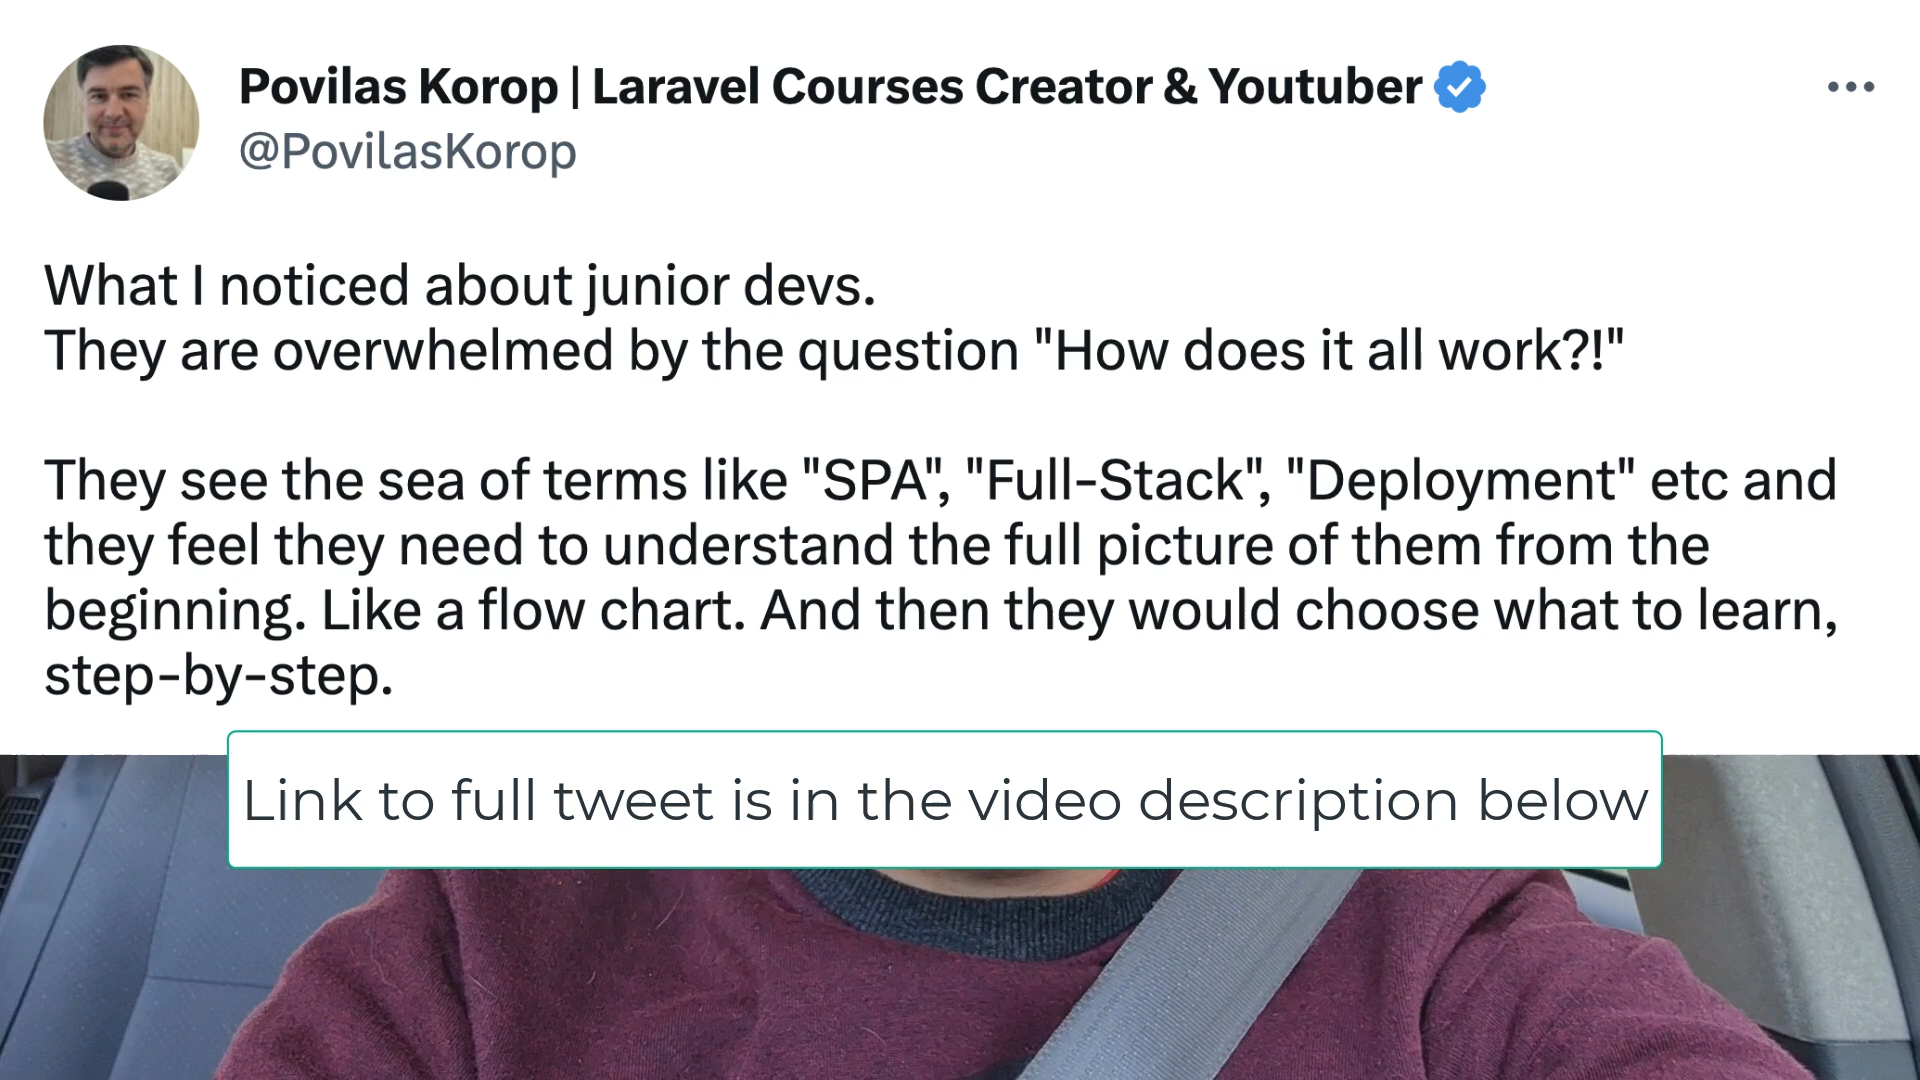 Povilas Korop | Laravel Courses Creator & Youtuber
@PovilasKorop
What I noticed about junior devs.
They are overwhelmed by the question "How does it all work?!"
They see the sea of terms like "SPA", "Full-Stack", "Deployment" etc and
they feel they need to understand the full picture of them from the
beginning. Like a flow chart. And then they would choose what to learn,
step-by-step.
Link to full tweet is in the video description below